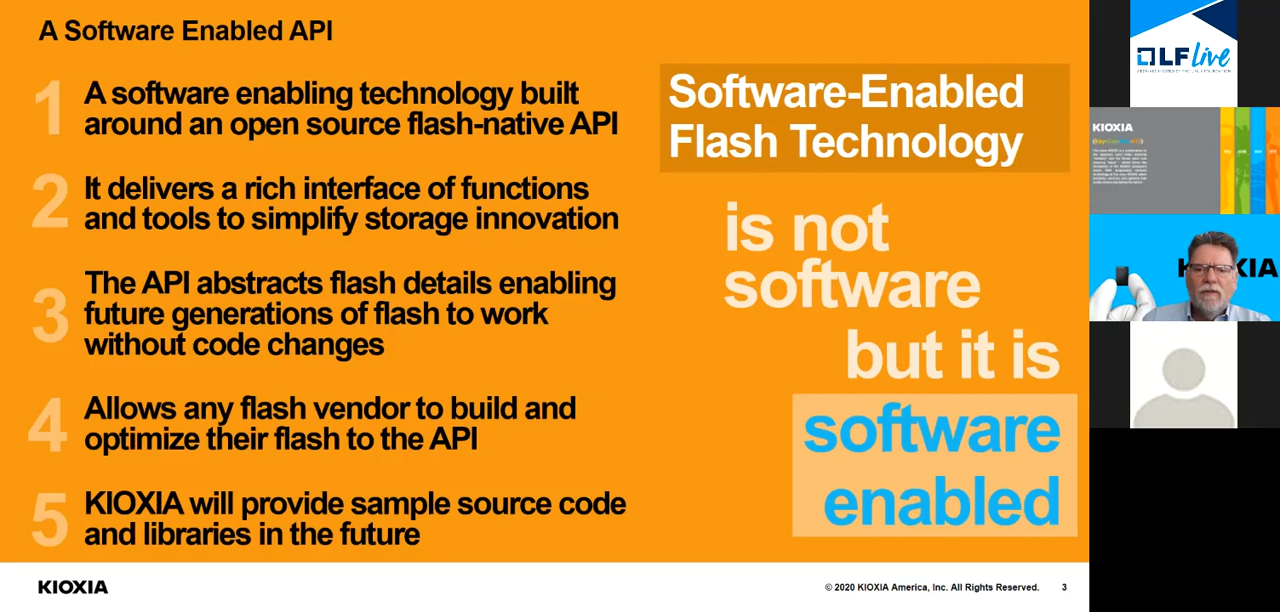 A Software Enabled API
1
A software enabling technology built
around an open source flash-native API
2
It delivers a rich interface of functions
and tools to simplify storage innovation
3
The API abstracts flash details enabling
future generations of flash to work
without code changes
4
Allows any flash vendor to build and
optimize their flash to the API
5
KIOXIA will provide sample source code
and libraries in the future
Software-Enabled
Flash Technology
is not
software
but it is
software
enabled
KIOXIA
© 2020 KIOXIA America, Inc. All Rights Reserved.
3
LF live
KIOXIA